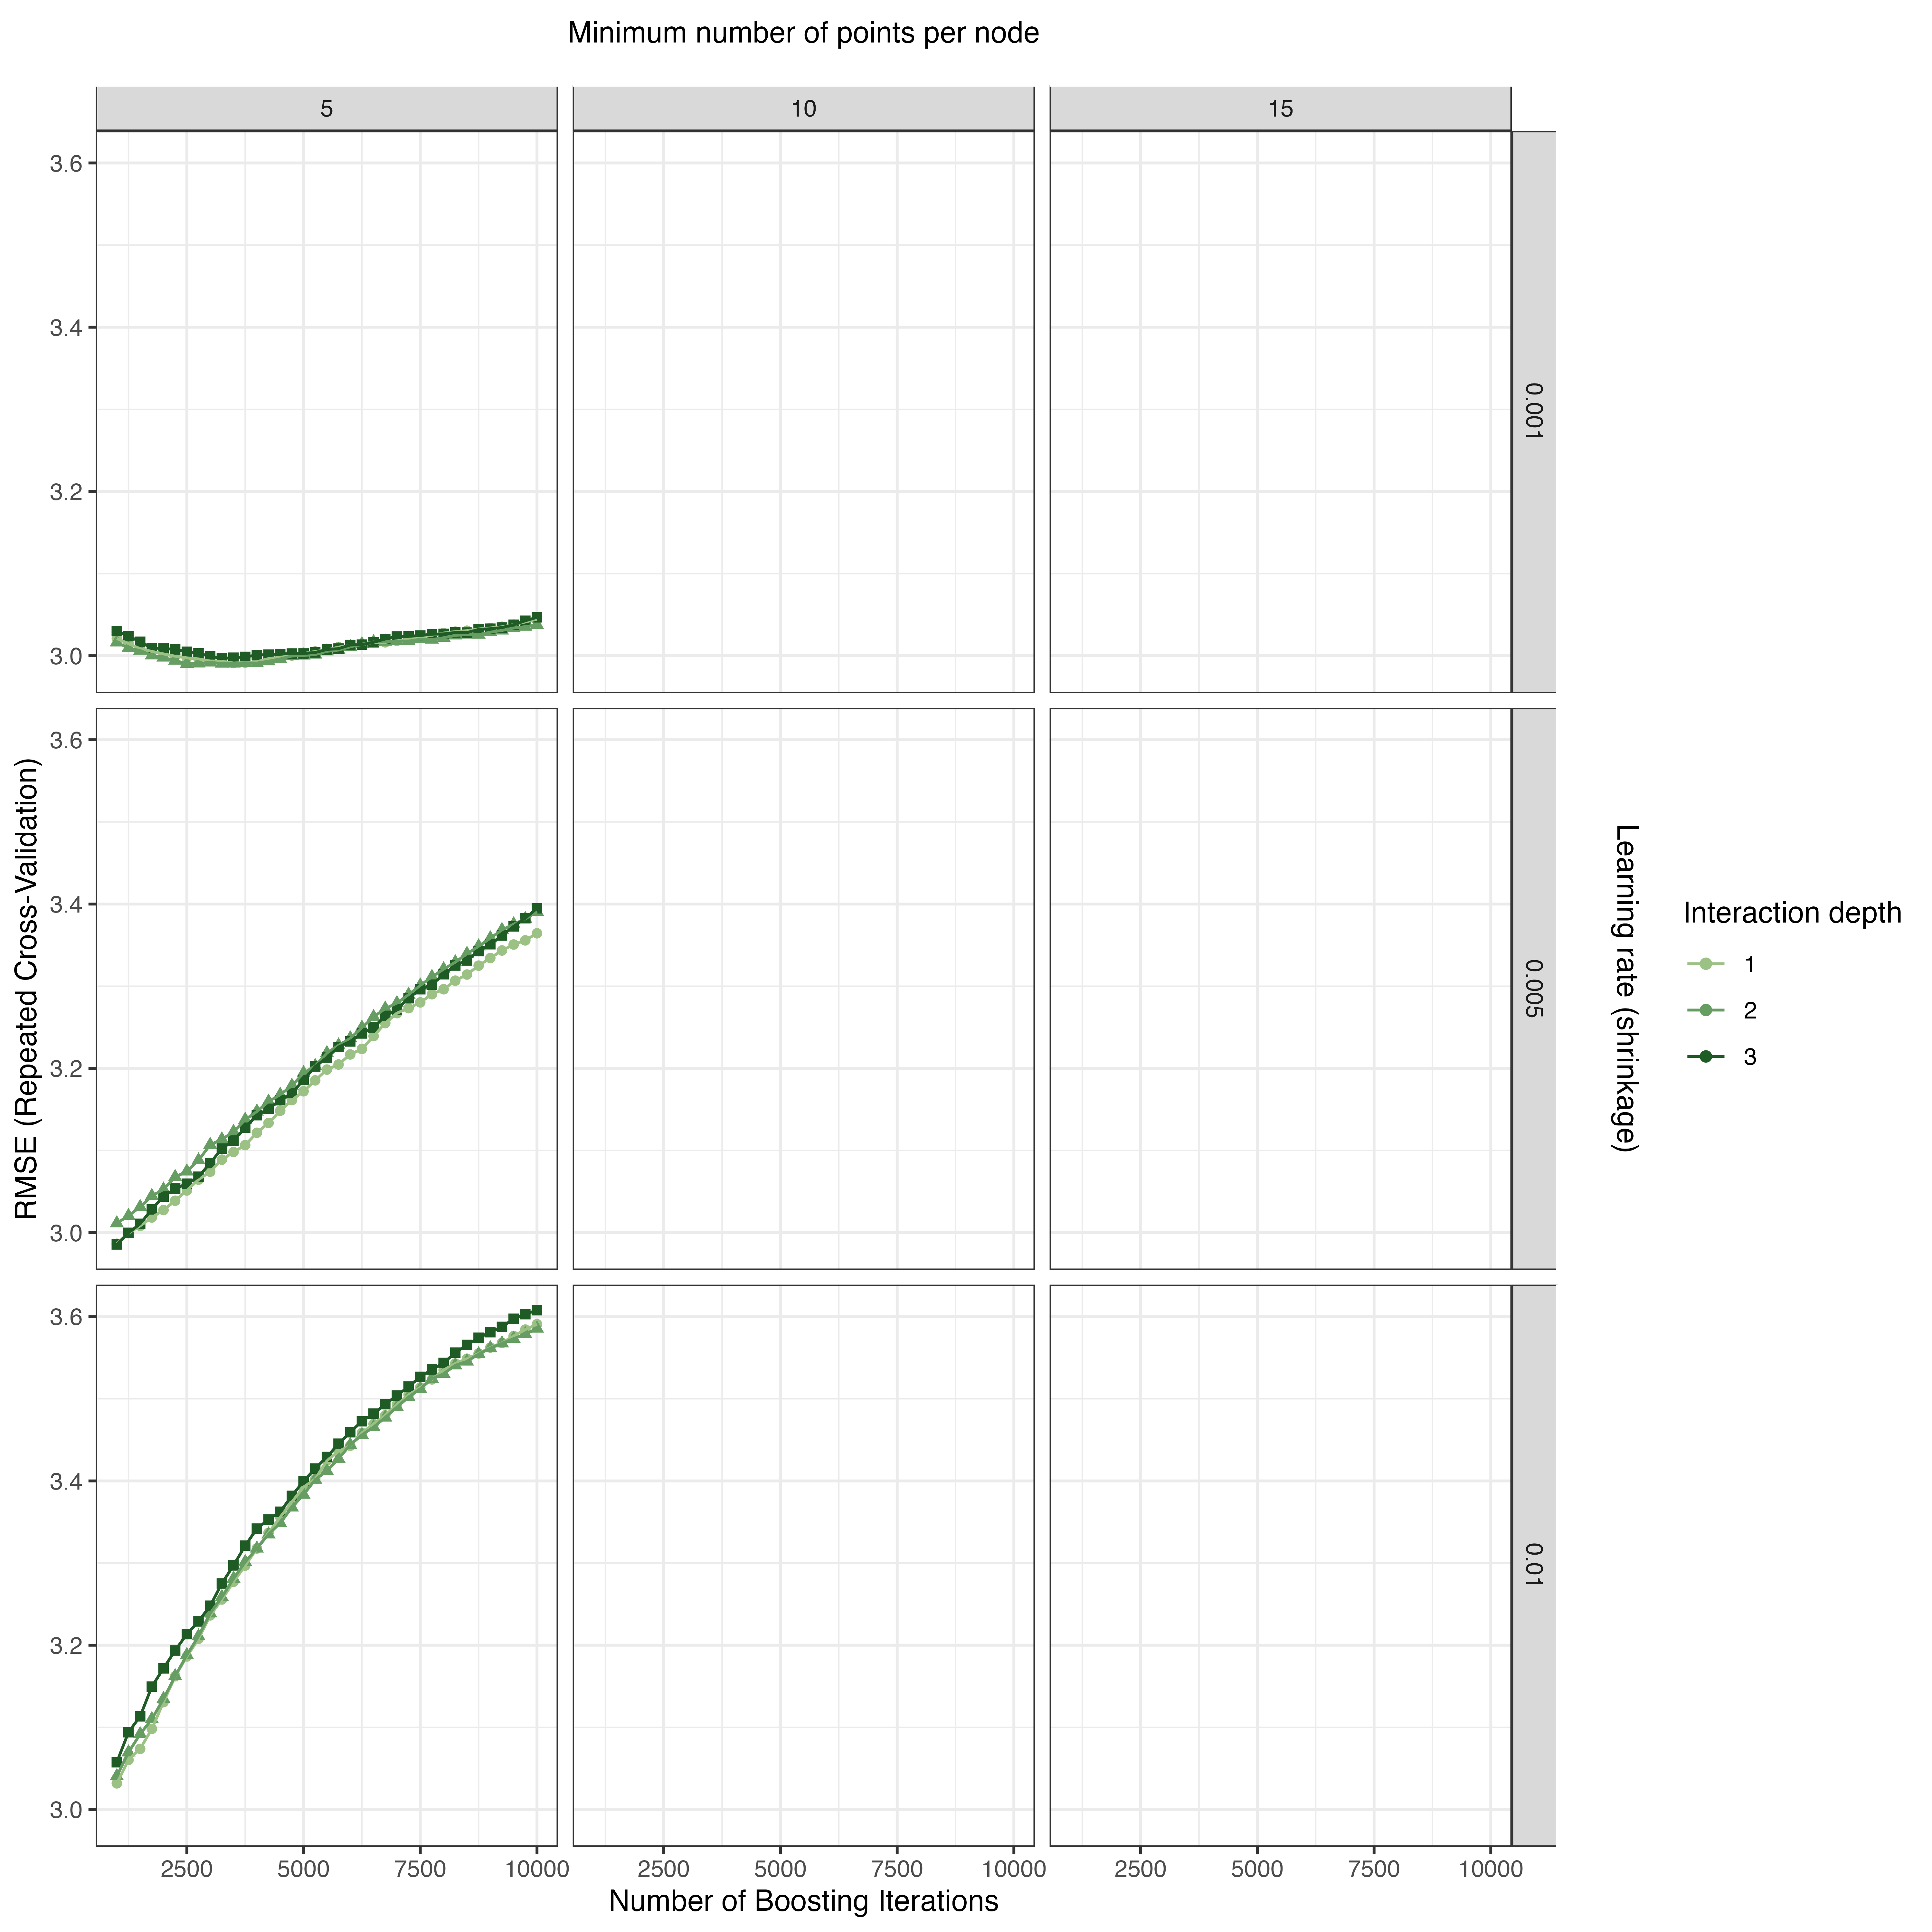 Minimum number of points per node
5
10
15
3.6
3.4
3.2
3.0
0.001
3.6
3.4
3.2
3.0
0.005
3.6
3.4
3.2
3.0
0.01
2500 5000 7500 10000
2500 5000 7500 10000
2500 5000 7500 10000
Number of Boosting Iterations
RMSE (Repeated Cross-Validation)
Learning rate (shrinkage)
Interaction depth
1
2
3